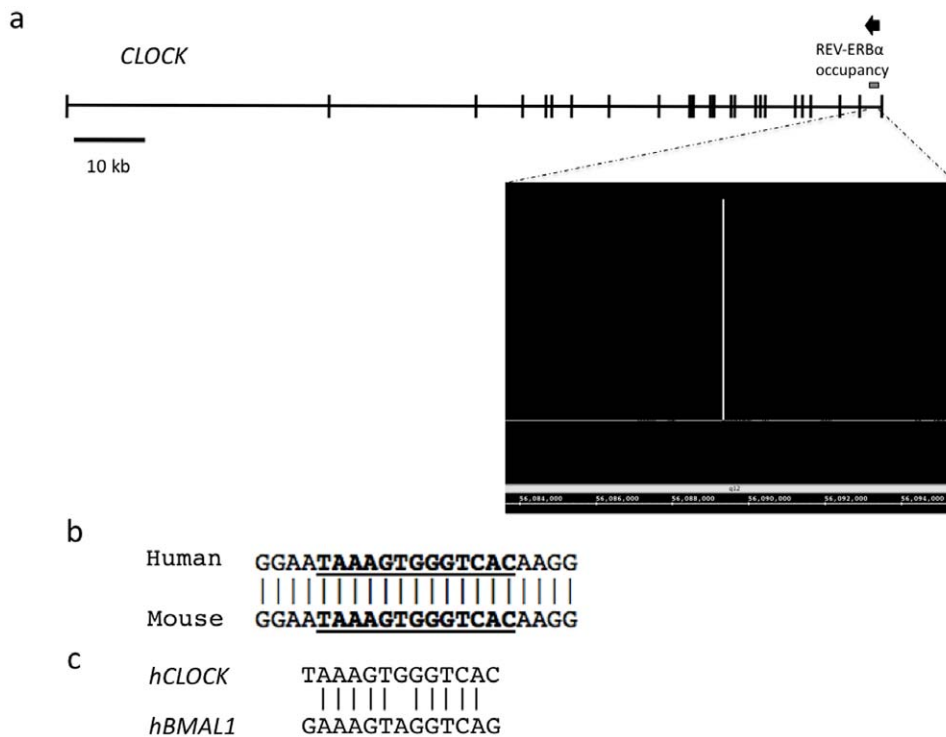 a
CLOCK
REV-ERBα
occupancy
10 kb
q12
56,084,000 56,086,000 56,088,000 56,090,000 56,092,000 56,094,000
b
Human GGAATAAAGTGGGTCACAAGG
Mouse GGAATAAAGTGGGTCACAAGG
c
hCLOCK TAAAGTGGGTCAC
hBMAL1 GAAAGTAGGTCAG